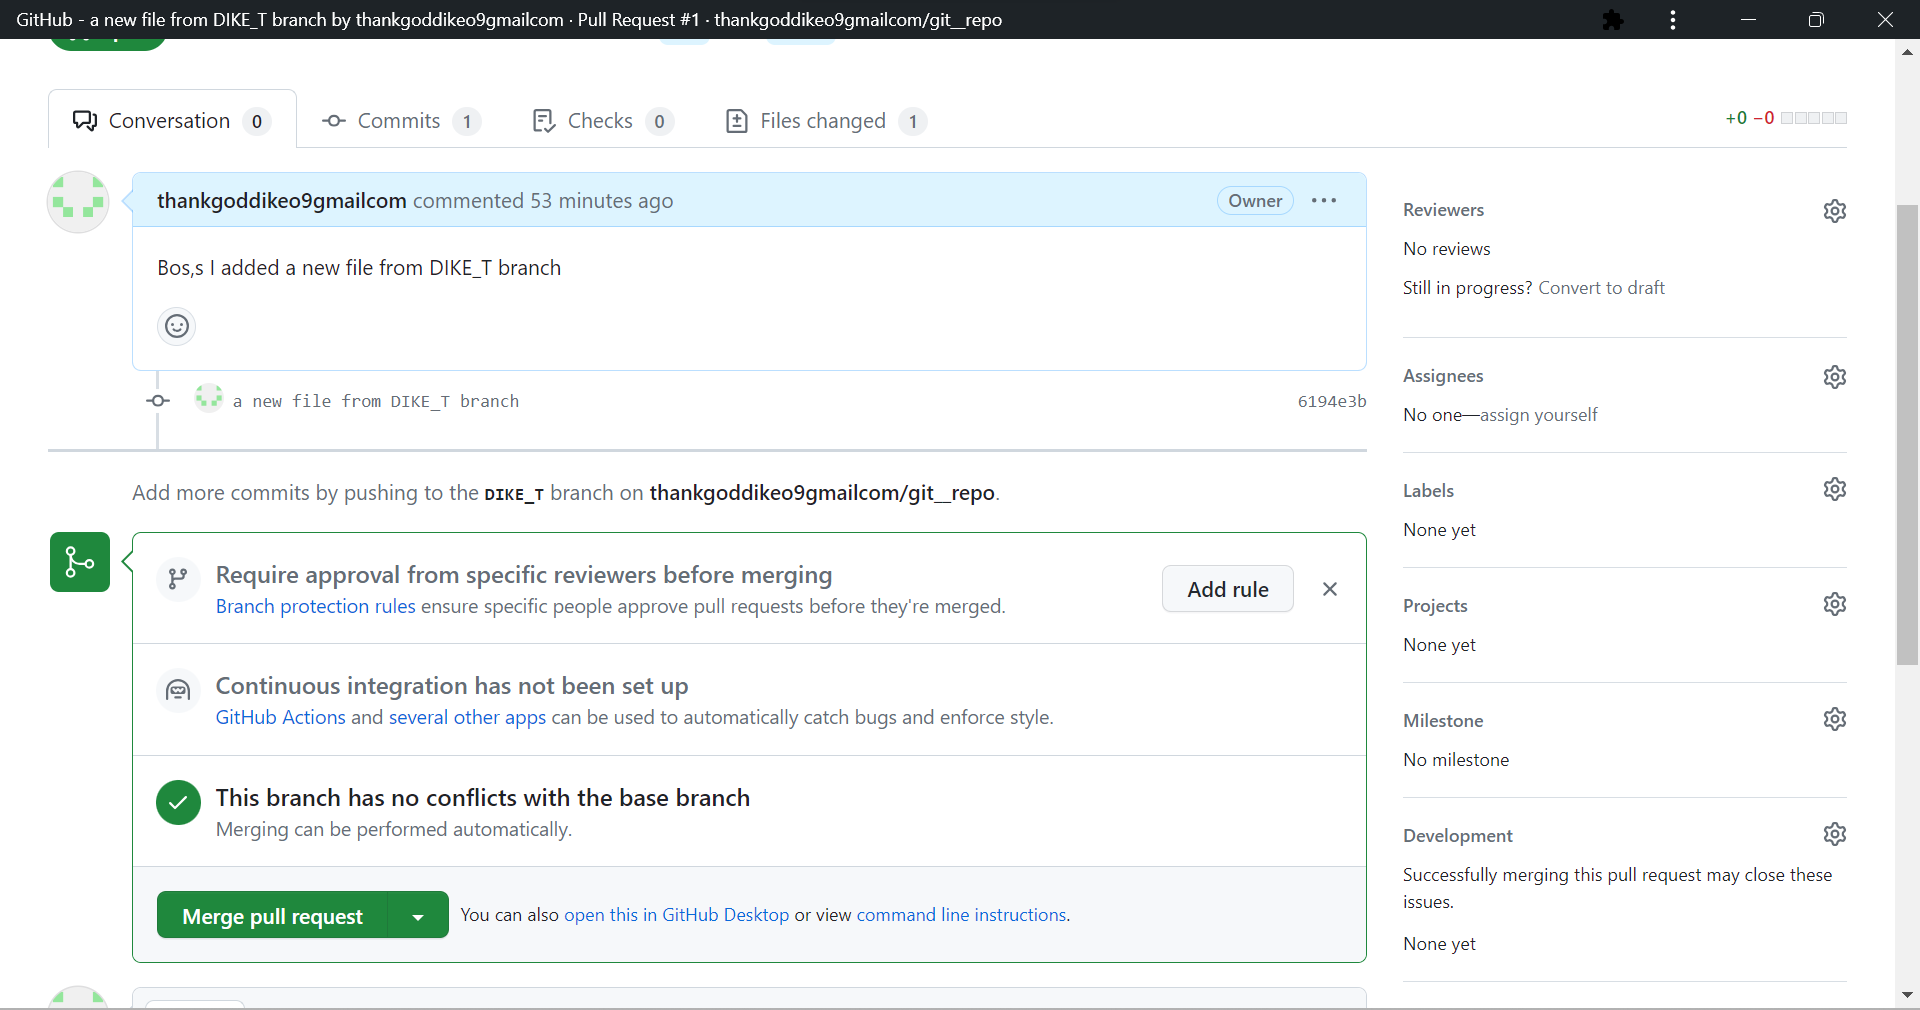 GitHub - a new file from DIKE_T branch by thankgoddikeo9gmailcom · Pull Request #1 · thankgoddikeo9gmailcom/git__repo
Conversation 0 Commits 1 Checks 0 Files changed 1 +0 −0
thankgoddikeo9gmailcom commented 53 minutes ago Owner
Bos,s I added a new file from DIKE_T branch
a new file from DIKE_T branch 6194e3b
Add more commits by pushing to the DIKE_T branch on thankgoddikeo9gmailcom/git__repo.
Require approval from specific reviewers before merging
Branch protection rules ensure specific people approve pull requests before they're merged.
Add rule
Continuous integration has not been set up
GitHub Actions and several other apps can be used to automatically catch bugs and enforce style.
This branch has no conflicts with the base branch
Merging can be performed automatically.
Merge pull request You can also open this in GitHub Desktop or view command line instructions.
Reviewers
No reviews
Still in progress? Convert to draft
Assignees
No one—assign yourself
Labels
None yet
Projects
None yet
Milestone
No milestone
Development
Successfully merging this pull request may close these
issues.
None yet